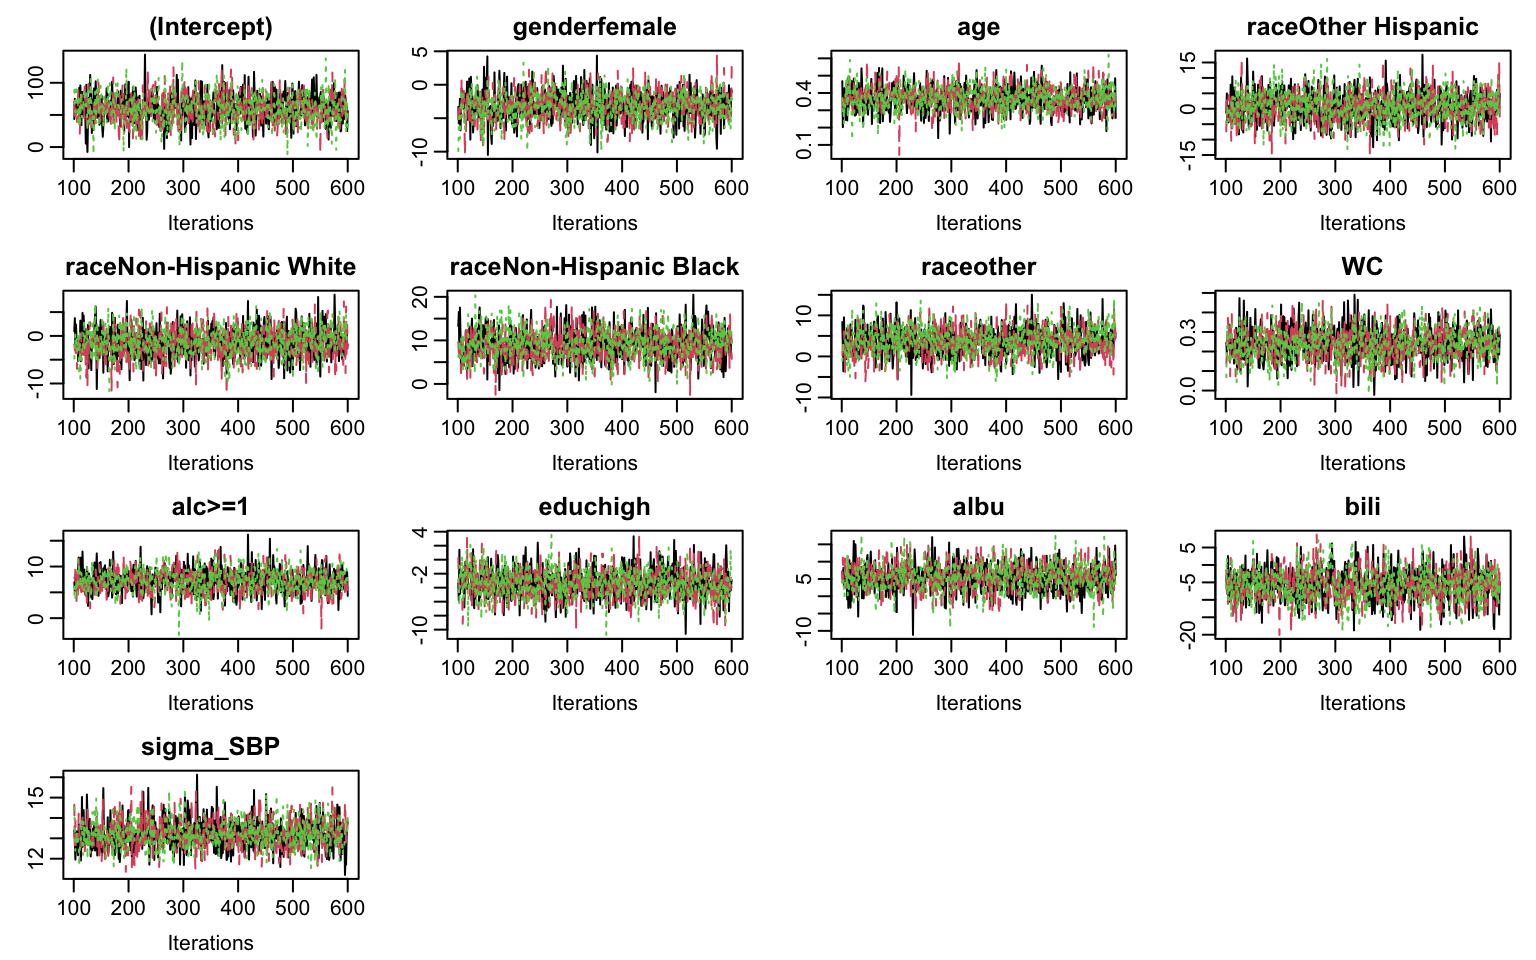 (Intercept) genderfemale age raceOther Hispanic
0 100 -10 0 5 0.1 0.4 -15 0 15
100 200 300 400 500 600 100 200 300 400 500 600 100 200 300 400 500 600 100 200 300 400 500 600
Iterations Iterations Iterations Iterations
raceNon-Hispanic White raceNon-Hispanic Black raceother WC
-10 0 0 10 20 -10 0 10 0.0 0.3
100 200 300 400 500 600 100 200 300 400 500 600 100 200 300 400 500 600 100 200 300 400 500 600
Iterations Iterations Iterations Iterations
alc>=1 educhigh albu bili
0 10 -10 -2 4 -10 5 -20 -5 5
100 200 300 400 500 600 100 200 300 400 500 600 100 200 300 400 500 600 100 200 300 400 500 600
Iterations Iterations Iterations Iterations
sigma_SBP
12 15
100 200 300 400 500 600
Iterations